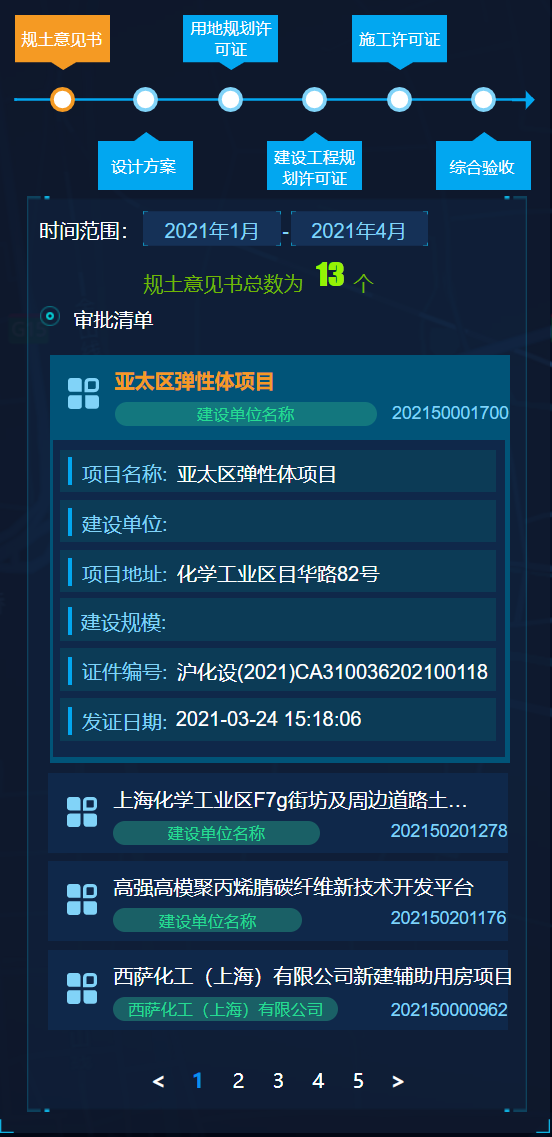 规土意见书
用地规划许
可证
施工许可证
设计方案
建设工程规
划许可证
综合验收
时间范围: 2021年1月 - 2021年4月
规土意见书总数为 13 个
审批清单
亚太区弹性体项目
建设单位名称 202150001700
项目名称: 亚太区弹性体项目
建设单位:
项目地址: 化学工业区目华路82号
建设规模:
证件编号: 沪化设(2021)CA310036202100118
发证日期: 2021-03-24 15:18:06
上海化学工业区F7g街坊及周边道路土...
建设单位名称 202150201278
高强高模聚丙烯腈碳纤维新技术开发平台
建设单位名称 202150201176
西萨化工（上海）有限公司新建辅助用房项目
西萨化工（上海）有限公司 202150000962
< 1 2 3 4 5 >